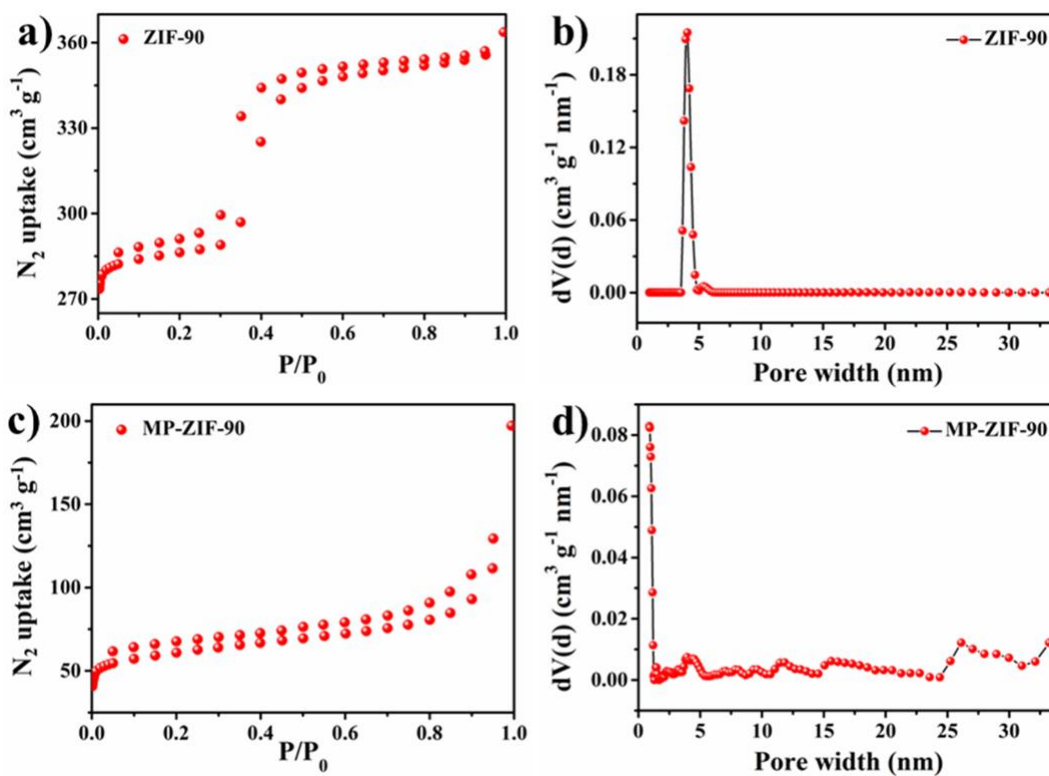 a)
ZIF-90
N₂ uptake (cm³ g⁻¹)
360
330
300
270
0.0 0.2 0.4 0.6 0.8 1.0
P/P₀
b)
ZIF-90
dV(d) (cm³ g⁻¹ nm⁻¹)
0.18
0.12
0.06
0.00
0 5 10 15 20 25 30
Pore width (nm)
c)
MP-ZIF-90
N₂ uptake (cm³ g⁻¹)
200
150
100
50
0.0 0.2 0.4 0.6 0.8 1.0
P/P₀
d)
MP-ZIF-90
dV(d) (cm³ g⁻¹ nm⁻¹)
0.08
0.06
0.04
0.02
0.00
0 5 10 15 20 25 30
Pore width (nm)